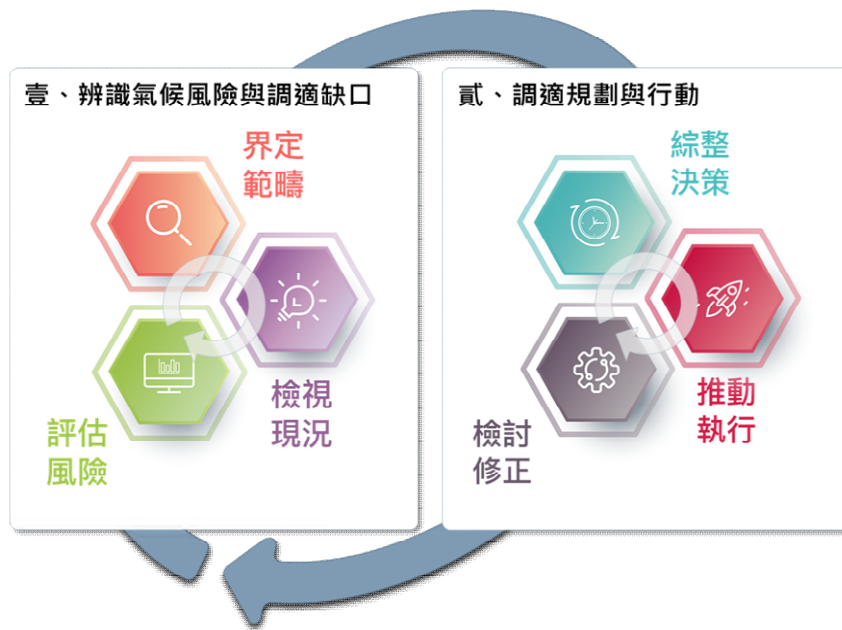 壹、辨識氣候風險與調適缺口
界定
範疇
檢視
現況
評估
風險
貳、調適規劃與行動
綜整
決策
推動
執行
檢討
修正